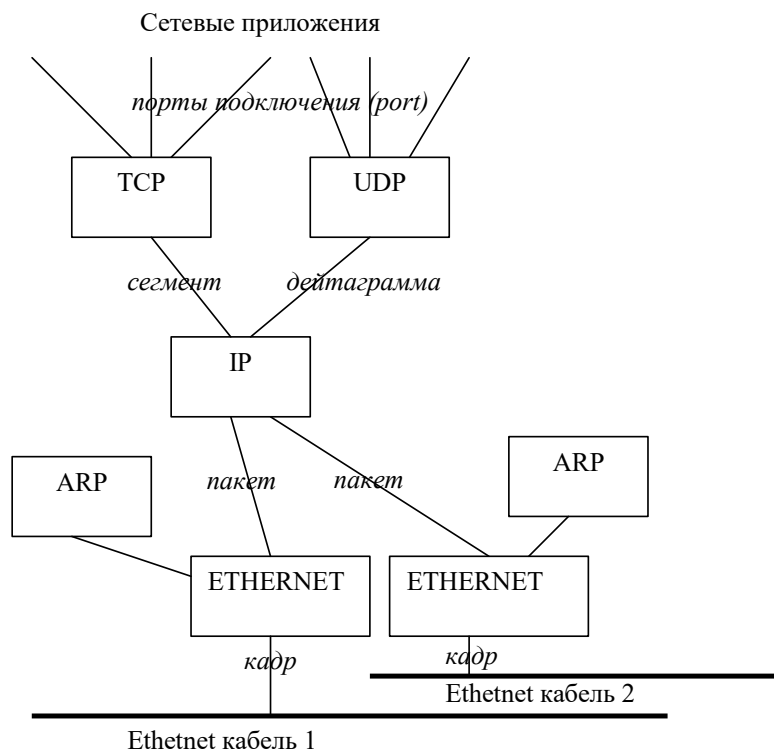 Сетевые приложения
порты подключения (port)
TCP
UDP
сегмент
дейтаграмма
IP
ARP
пакет
пакет
ARP
ETHERNET
ETHERNET
кадр
кадр
Ethetnet кабель 2
Ethetnet кабель 1